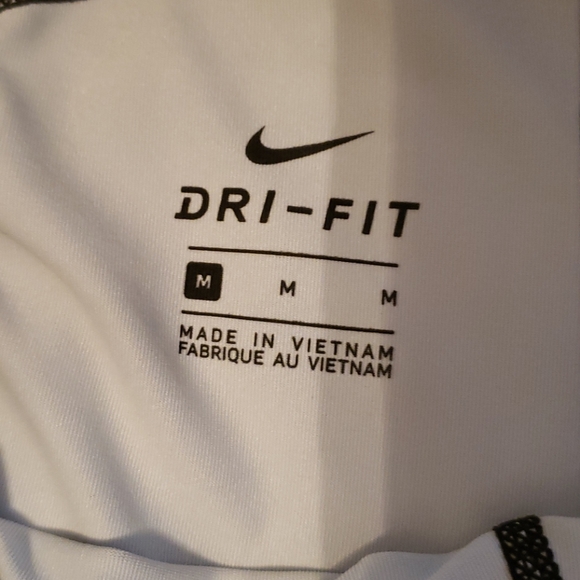 DRI-FIT
M M M
MADE IN VIETNAM
FABRIQUE AU VIETNAM